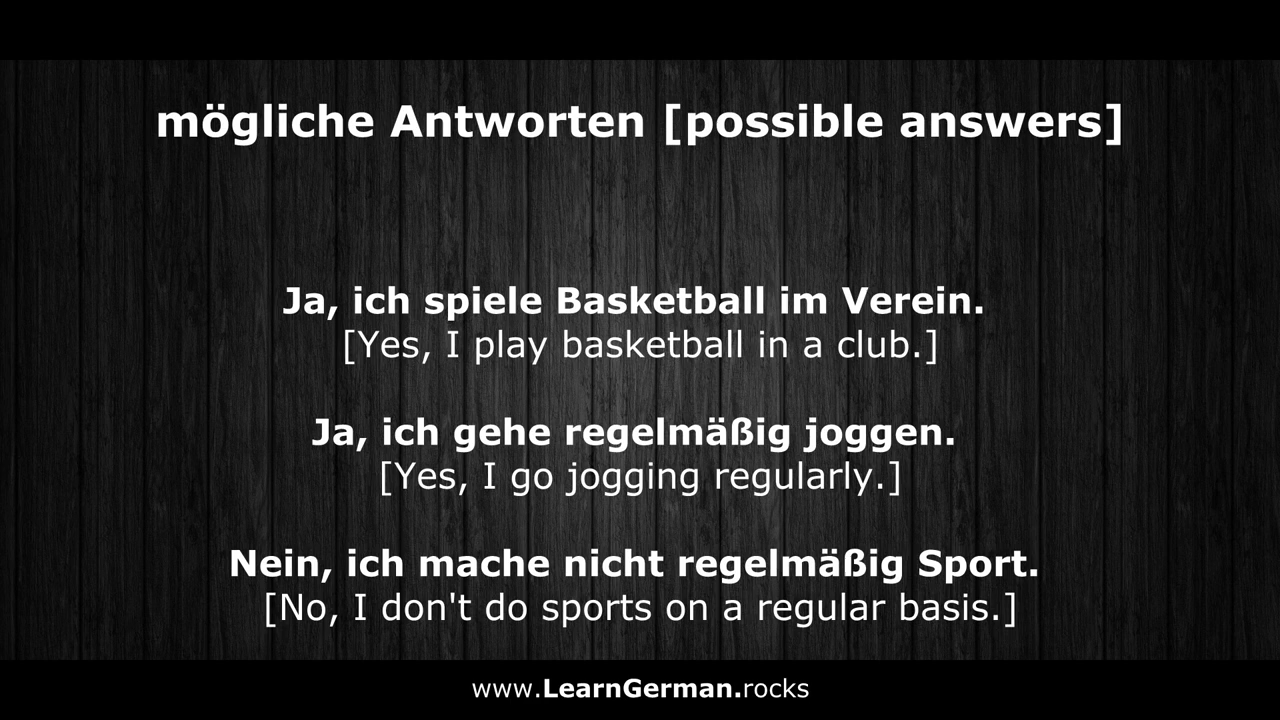 mögliche Antworten [possible answers]
Ja, ich spiele Basketball im Verein.
[Yes, I play basketball in a club.]
Ja, ich gehe regelmäßig joggen.
[Yes, I go jogging regularly.]
Nein, ich mache nicht regelmäßig Sport.
[No, I don't do sports on a regular basis.]
www.LearnGerman.rocks